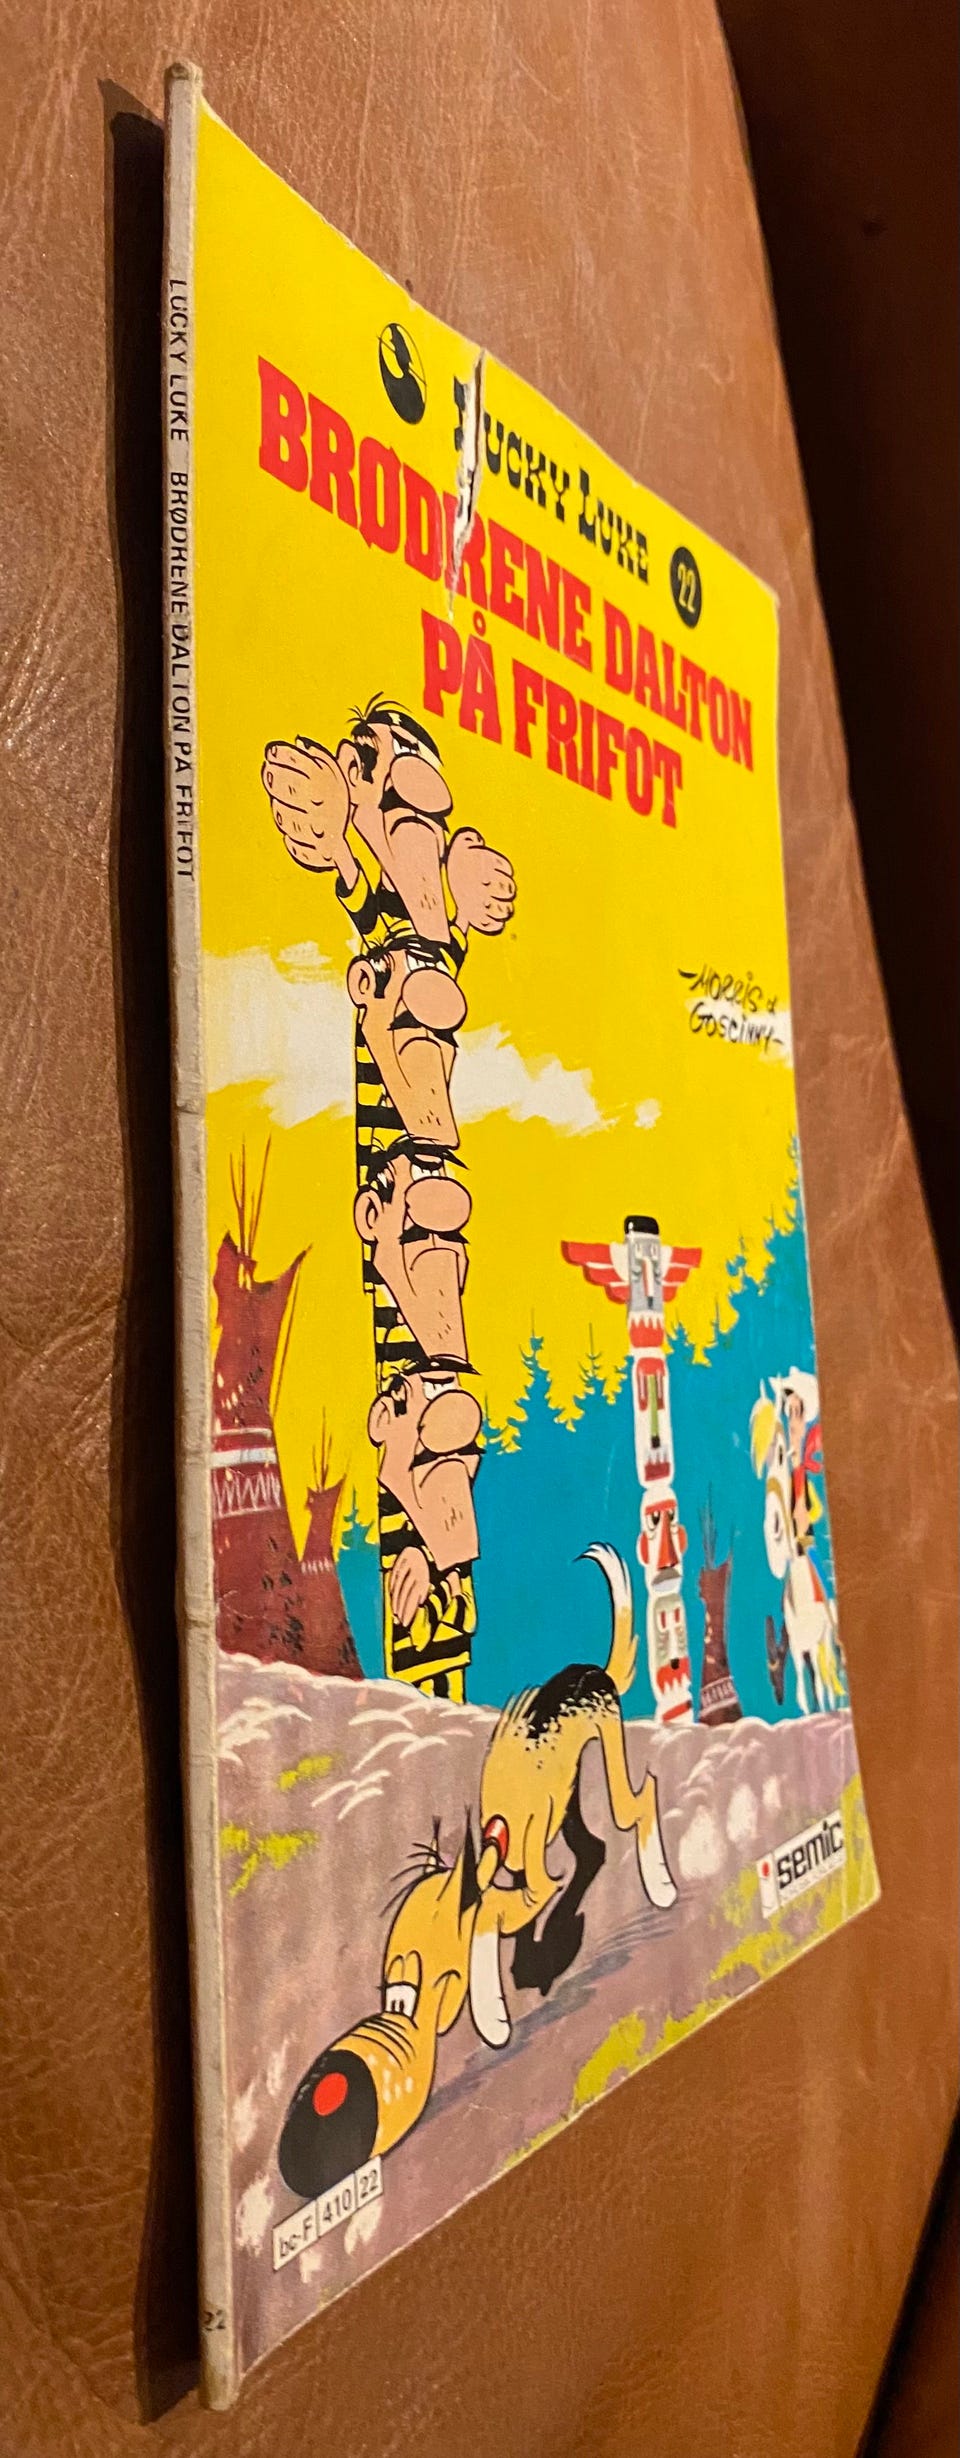 LUCKY LUKE
22
BRØDRENE DALTON
PÅ FRIFOT
-MORRIS &
GOSCINNY-
semic
bc-F 410 22
LUCKY LUKE BRØDRENE DALTON PÅ FRIFOT
22